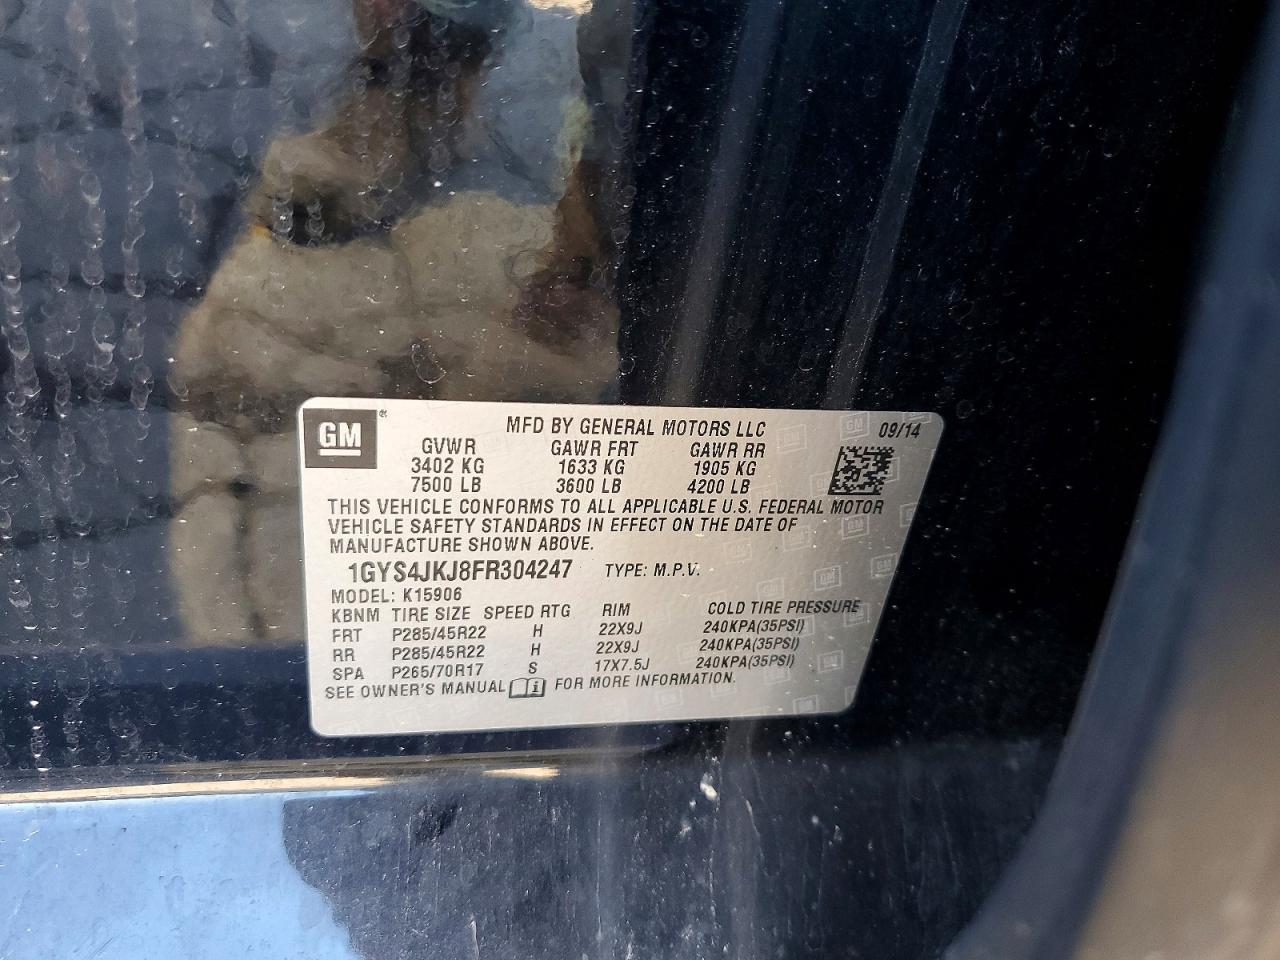 GM ®
MFD BY GENERAL MOTORS LLC 09/14
GVWR GAWR FRT GAWR RR
3402 KG 1633 KG 1905 KG
7500 LB 3600 LB 4200 LB
THIS VEHICLE CONFORMS TO ALL APPLICABLE U.S. FEDERAL MOTOR
VEHICLE SAFETY STANDARDS IN EFFECT ON THE DATE OF
MANUFACTURE SHOWN ABOVE.
1GYS4JKJ8FR304247 TYPE: M.P.V.
MODEL: K15906
KBNM TIRE SIZE SPEED RTG RIM COLD TIRE PRESSURE
FRT P285/45R22 H 22X9J 240KPA(35PSI)
RR P285/45R22 H 22X9J 240KPA(35PSI)
SPA P265/70R17 S 17X7.5J 240KPA(35PSI)
SEE OWNER'S MANUAL i FOR MORE INFORMATION.